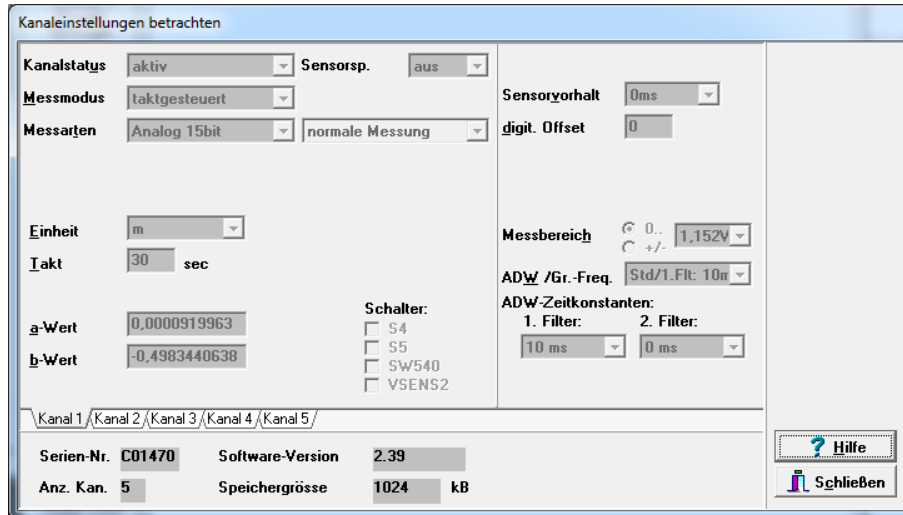 Kanaleinstellungen betrachten
Kanalstatus aktiv Sensorsp. aus
Messmodus taktgesteuert
Sensorvorhalt 0ms
Messarten Analog 15bit normale Messung
digit. Offset 0
Einheit m
Messbereich 0.. +/- 1,152V
Takt 30 sec
ADW /Gr.-Freq. Std/1.Flt: 10m
ADW-Zeitkonstanten:
1. Filter: 2. Filter:
10 ms 0 ms
a-Wert 0,0000919963
b-Wert -0,4983440638
Schalter:
S4
S5
SW540
VSENS2
Kanal 1 Kanal 2 Kanal 3 Kanal 4 Kanal 5
Serien-Nr. C01470 Software-Version 2.39
Anz. Kan. 5 Speichergrösse 1024 kB
? Hilfe
Schließen